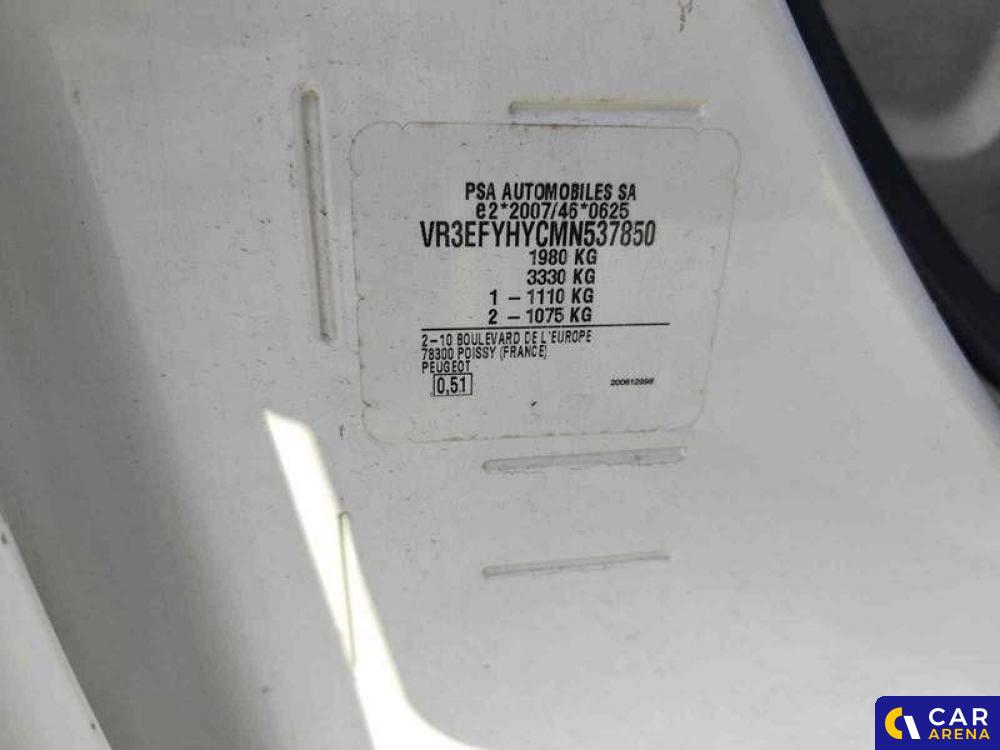 PSA AUTOMOBILES SA
e2*2007/46*0625
VR3EFYHYCMN537850
1980 KG
3330 KG
1 – 1110 KG
2 – 1075 KG
2–10 BOULEVARD DE L'EUROPE
78300 POISSY (FRANCE)
PEUGEOT
0,51
200612998
CAR
ARENA